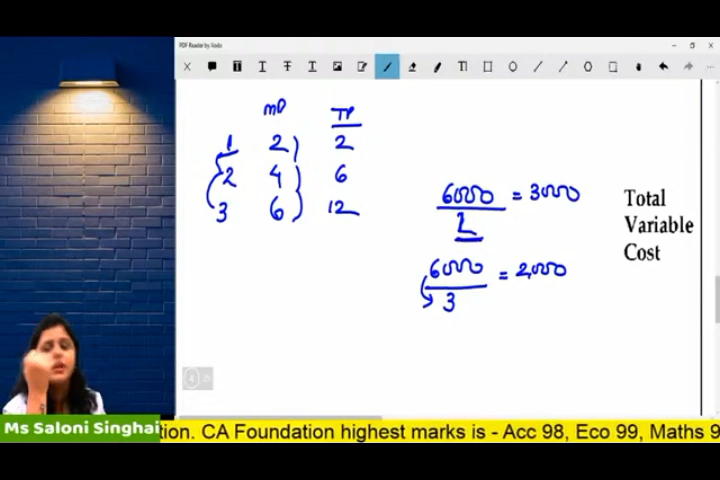 PDF Reader by Xodo
MP TP
1 2 2
2 4 6
3 6 12
6000 = 3000
2
6000 = 2000
3
Total
Variable
Cost
4
Ms Saloni Singhai
tion. CA Foundation highest marks is - Acc 98, Eco 99, Maths 9